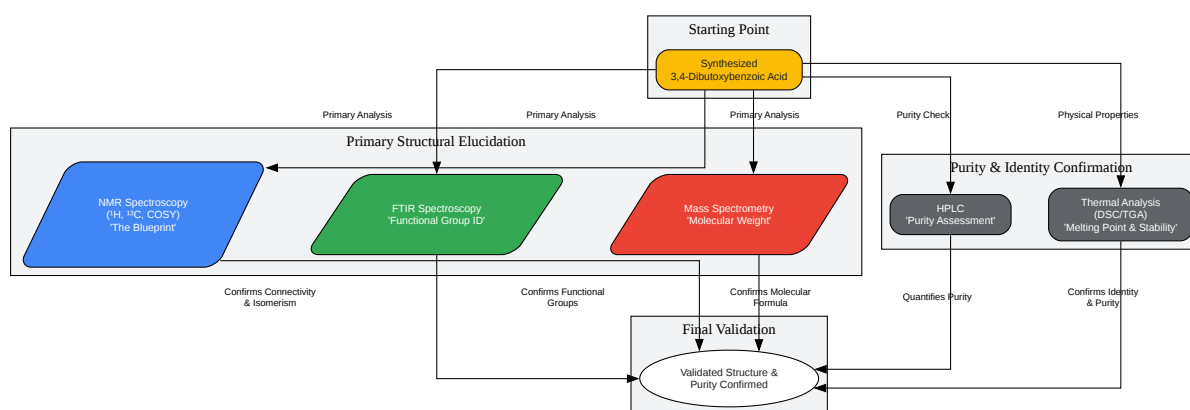 Starting Point
Synthesized
3,4-Dibutoxybenzoic Acid
Primary Analysis
Primary Analysis
Primary Analysis
Purity Check
Physical Properties
Primary Structural Elucidation
Purity & Identity Confirmation
NMR Spectroscopy
(¹H, ¹³C, COSY)
'The Blueprint'
FTIR Spectroscopy
'Functional Group ID'
Mass Spectrometry
'Molecular Weight'
HPLC
'Purity Assessment'
Thermal Analysis
(DSC/TGA)
'Melting Point & Stability'
Confirms Connectivity
& Isomerism
Confirms Functional
Groups
Confirms Molecular
Formula
Quantifies Purity
Confirms Identity
& Purity
Final Validation
Validated Structure &
Purity Confirmed